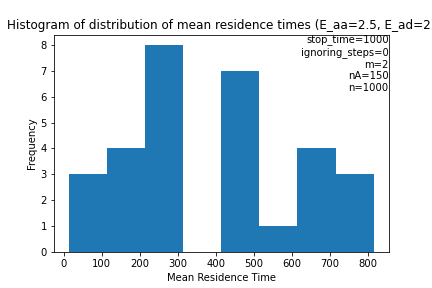 Histogram of distribution of mean residence times (E_aa=2.5, E_ad=2
stop_time=1000
ignoring_steps=0
m=2
nA=150
n=1000
8
7
6
5
4
3
2
1
0
Frequency
0 100 200 300 400 500 600 700 800
Mean Residence Time